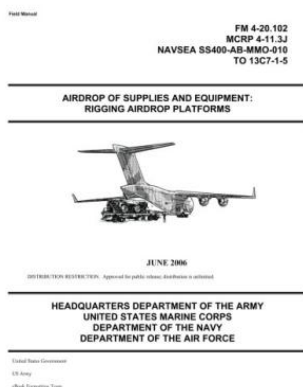 Field Manual
FM 4-20.102
MCRP 4-11.3J
NAVSEA SS400-AB-MMO-010
TO 13C7-1-5
AIRDROP OF SUPPLIES AND EQUIPMENT:
RIGGING AIRDROP PLATFORMS
JUNE 2006
DISTRIBUTION RESTRICTION. Approved for public release; distribution is unlimited.
HEADQUARTERS DEPARTMENT OF THE ARMY
UNITED STATES MARINE CORPS
DEPARTMENT OF THE NAVY
DEPARTMENT OF THE AIR FORCE
United States Government
US Army
eBook Formatting Team